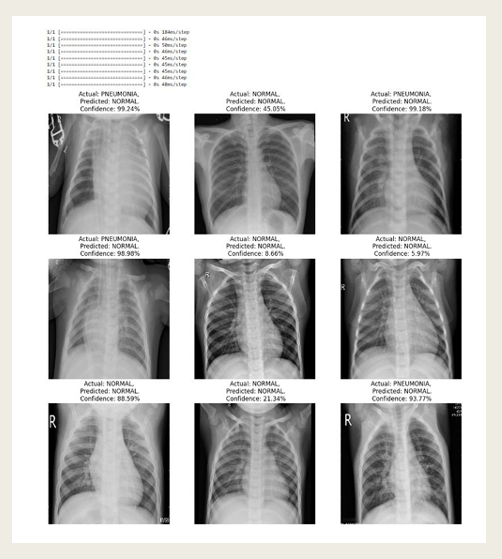 1/1 [==============================] - 0s 184ms/step
1/1 [==============================] - 0s 46ms/step
1/1 [==============================] - 0s 50ms/step
1/1 [==============================] - 0s 46ms/step
1/1 [==============================] - 0s 45ms/step
1/1 [==============================] - 0s 45ms/step
1/1 [==============================] - 0s 45ms/step
1/1 [==============================] - 0s 46ms/step
1/1 [==============================] - 0s 48ms/step
Actual: PNEUMONIA,
Predicted: NORMAL.
Confidence: 99.24%
Actual: NORMAL,
Predicted: NORMAL.
Confidence: 45.05%
Actual: PNEUMONIA,
Predicted: NORMAL.
Confidence: 99.18%
R
Actual: PNEUMONIA,
Predicted: NORMAL.
Confidence: 98.98%
Actual: NORMAL,
Predicted: NORMAL.
Confidence: 8.66%
R
Actual: NORMAL,
Predicted: NORMAL.
Confidence: 5.97%
R
Actual: NORMAL,
Predicted: NORMAL.
Confidence: 88.59%
R
Actual: NORMAL,
Predicted: NORMAL.
Confidence: 21.34%
Actual: PNEUMONIA,
Predicted: NORMAL.
Confidence: 93.77%
R